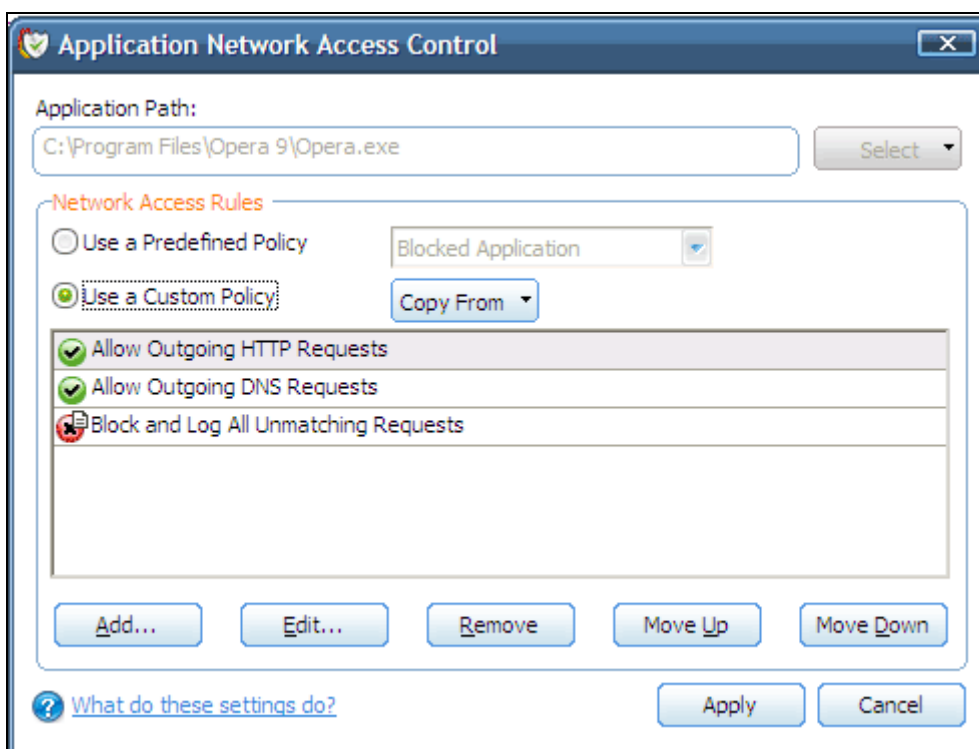 Application Network Access Control
Application Path:
C:\Program Files\Opera 9\Opera.exe
Select
Network Access Rules
Use a Predefined Policy
Blocked Application
Use a Custom Policy
Copy From
Allow Outgoing HTTP Requests
Allow Outgoing DNS Requests
Block and Log All Unmatching Requests
Add... Edit... Remove Move Up Move Down
What do these settings do?
Apply Cancel